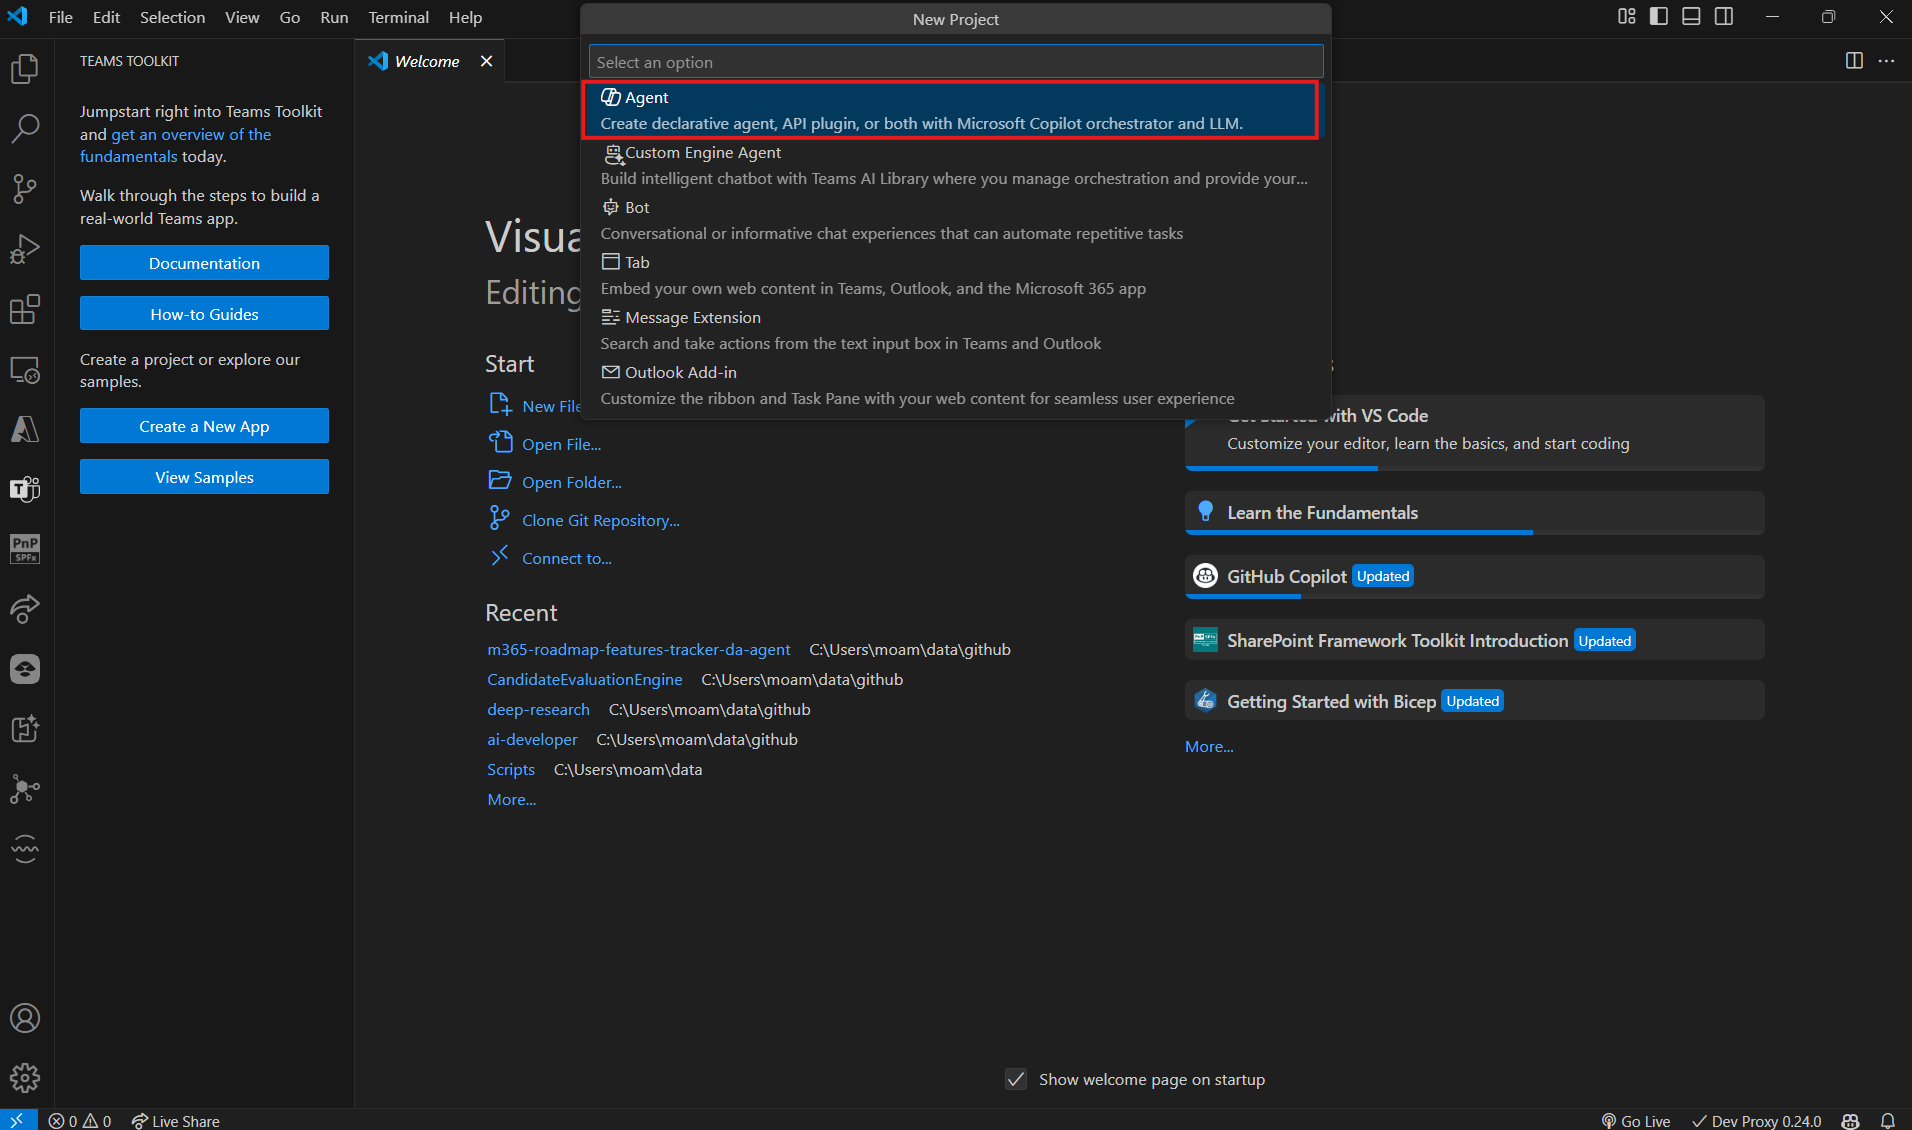 File Edit Selection View Go Run Terminal Help
New Project
TEAMS TOOLKIT
Jumpstart right into Teams Toolkit
and get an overview of the
fundamentals today.
Walk through the steps to build a
real-world Teams app.
Documentation
How-to Guides
Create a project or explore our
samples.
Create a New App
View Samples
PnP
SPFx
Welcome
Select an option
Agent
Create declarative agent, API plugin, or both with Microsoft Copilot orchestrator and LLM.
Custom Engine Agent
Build intelligent chatbot with Teams AI Library where you manage orchestration and provide your...
Bot
Conversational or informative chat experiences that can automate repetitive tasks
Tab
Embed your own web content in Teams, Outlook, and the Microsoft 365 app
Message Extension
Search and take actions from the text input box in Teams and Outlook
Outlook Add-in
Customize the ribbon and Task Pane with your web content for seamless user experience
Editing
Start
New File
Open File...
Open Folder...
Clone Git Repository...
Connect to...
Recent
m365-roadmap-features-tracker-da-agent C:\Users\moam\data\github
CandidateEvaluationEngine C:\Users\moam\data\github
deep-research C:\Users\moam\data\github
ai-developer C:\Users\moam\data\github
Scripts C:\Users\moam\data
More...
Get Started with VS Code
Customize your editor, learn the basics, and start coding
Learn the Fundamentals
GitHub Copilot Updated
SharePoint Framework Toolkit Introduction Updated
Getting Started with Bicep Updated
More...
Show welcome page on startup
0 0 Live Share
Go Live Dev Proxy 0.24.0